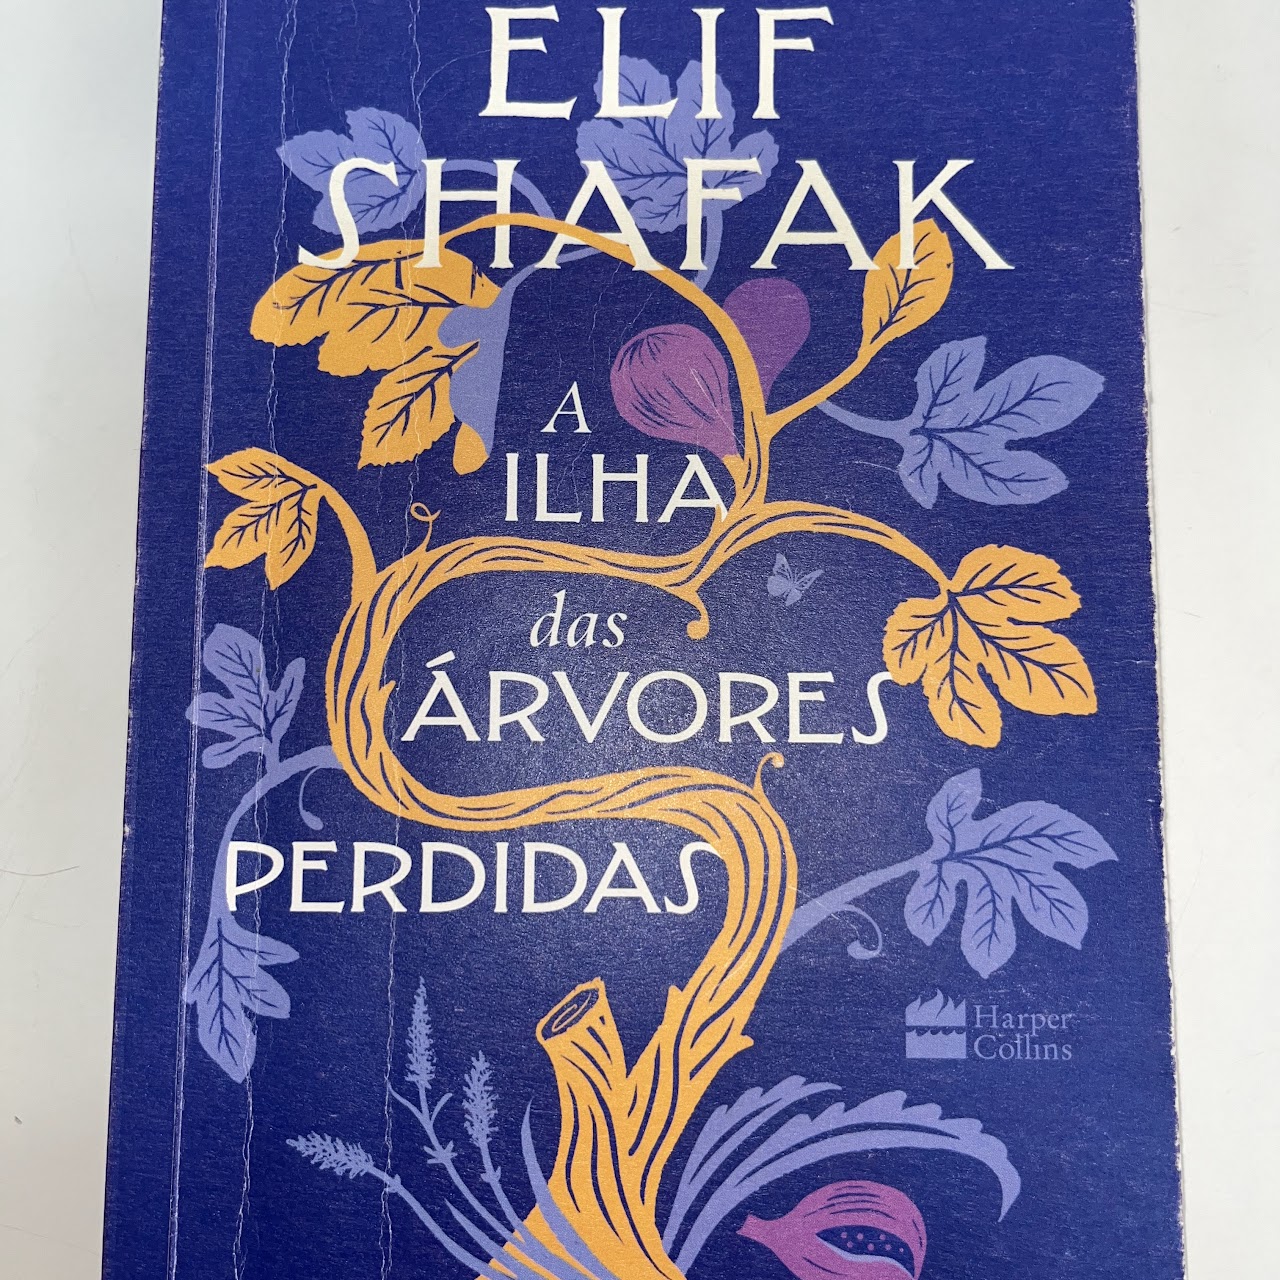 ELIF
SHAFAK
A
ILHA
das
ÁRVORES
PERDIDAS
Harper
Collins